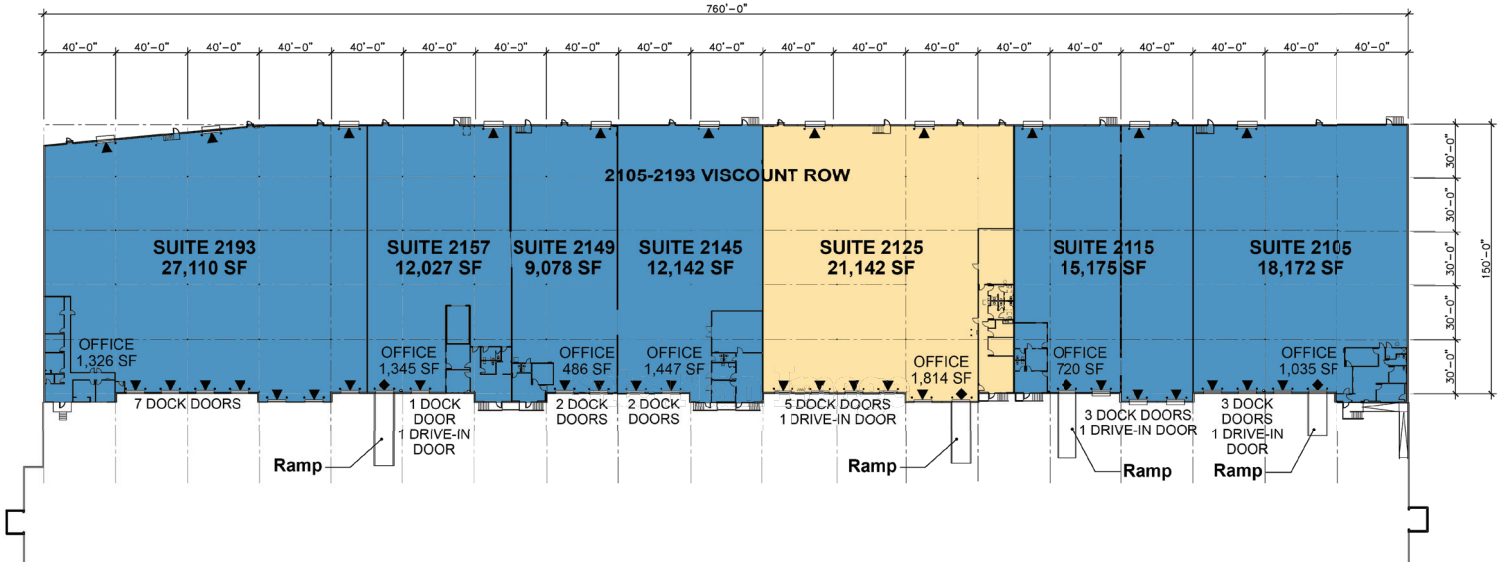 760'-0"
40'-0" 40'-0" 40'-0" 40'-0" 40'-0" 40'-0" 40'-0" 40'-0" 40'-0" 40'-0" 40'-0" 40'-0" 40'-0" 40'-0" 40'-0" 40'-0" 40'-0" 40'-0" 40'-0"
2105-2193 VISCOUNT ROW
SUITE 2193
27,110 SF
SUITE 2157
12,027 SF
SUITE 2149
9,078 SF
SUITE 2145
12,142 SF
SUITE 2125
21,142 SF
SUITE 2115
15,175 SF
SUITE 2105
18,172 SF
30'-0"
30'-0"
30'-0"
30'-0"
30'-0"
150'-0"
OFFICE
1,326 SF
OFFICE
1,345 SF
OFFICE
486 SF
OFFICE
1,447 SF
OFFICE
1,814 SF
OFFICE
720 SF
OFFICE
1,035 SF
7 DOCK DOORS
1 DOCK
DOOR
1 DRIVE-IN
DOOR
2 DOCK
DOORS
2 DOCK
DOORS
5 DOCK DOORS
1 DRIVE-IN DOOR
3 DOCK DOORS
1 DRIVE-IN DOOR
3 DOCK
DOORS
1 DRIVE-IN
DOOR
Ramp
Ramp
Ramp
Ramp